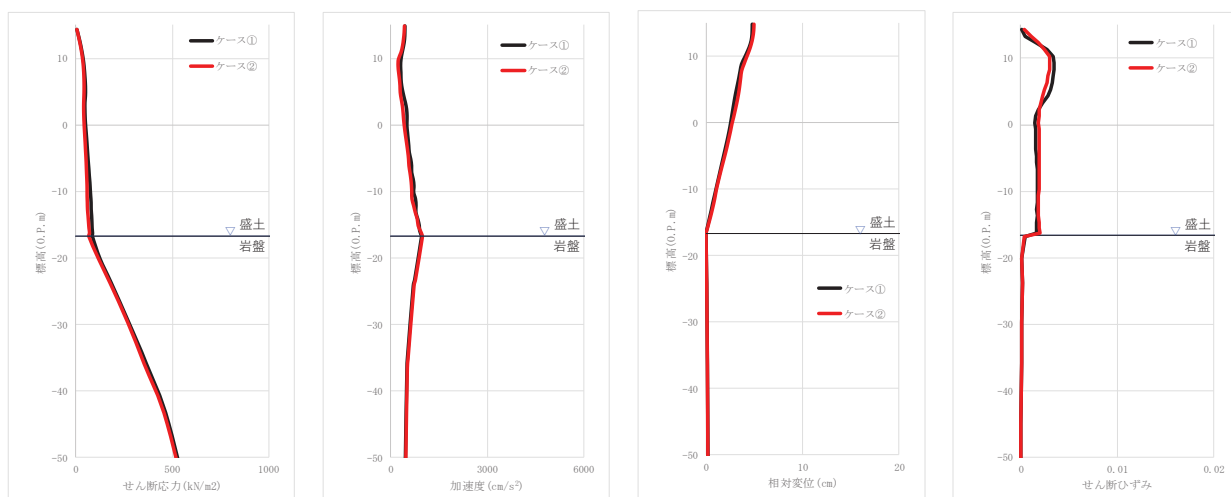 ケース①
ケース②
10
0
-10
-20
-30
-40
-50
標高(O.P.m)
盛土
▽
岩盤
0
500
1000
せん断応力(kN/m2)
ケース①
ケース②
10
0
-10
-20
-30
-40
-50
標高(O.P.m)
盛土
▽
岩盤
0
3000
6000
加速度(cm/s²)
10
0
-10
-20
-30
-40
-50
標高(O.P.m)
盛土
▽
岩盤
ケース①
ケース②
0
10
20
相対変位(cm)
ケース①
ケース②
10
0
-10
-20
-30
-40
-50
標高(O.P.m)
盛土
▽
岩盤
0
0.01
0.02
せん断ひずみ